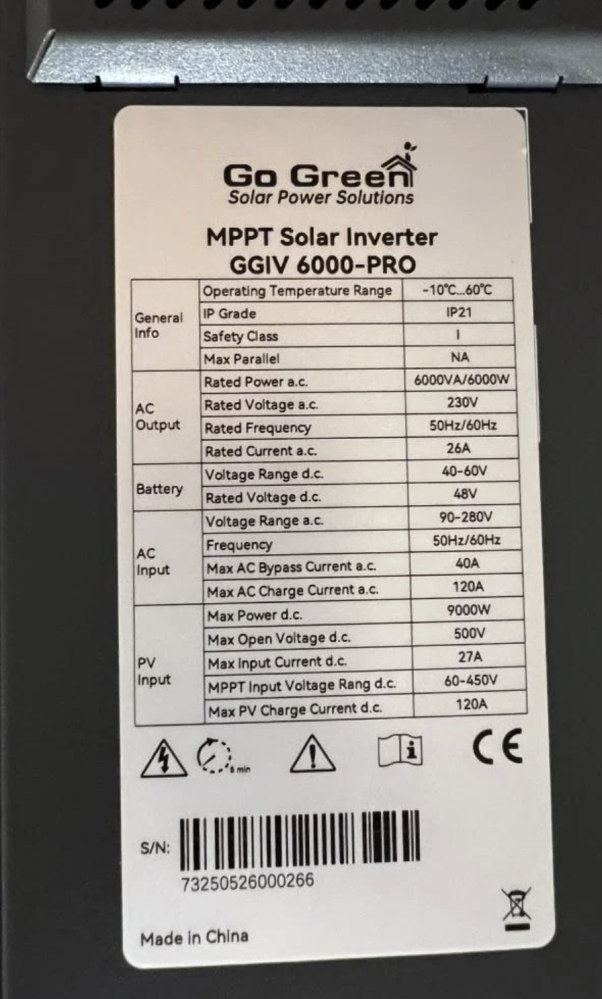 Go Green
Solar Power Solutions
MPPT Solar Inverter
GGIV 6000-PRO
General Info
Operating Temperature Range -10℃...60℃
IP Grade IP21
Safety Class I
Max Parallel NA
AC Output
Rated Power a.c. 6000VA/6000W
Rated Voltage a.c. 230V
Rated Frequency 50Hz/60Hz
Rated Current a.c. 26A
Battery
Voltage Range d.c. 40-60V
Rated Voltage d.c. 48V
AC Input
Voltage Range a.c. 90-280V
Frequency 50Hz/60Hz
Max AC Bypass Current a.c. 40A
Max AC Charge Current a.c. 120A
PV Input
Max Power d.c. 9000W
Max Open Voltage d.c. 500V
Max Input Current d.c. 27A
MPPT Input Voltage Rang d.c. 60-450V
Max PV Charge Current d.c. 120A
5 min
CE
S/N:
73250526000266
Made in China